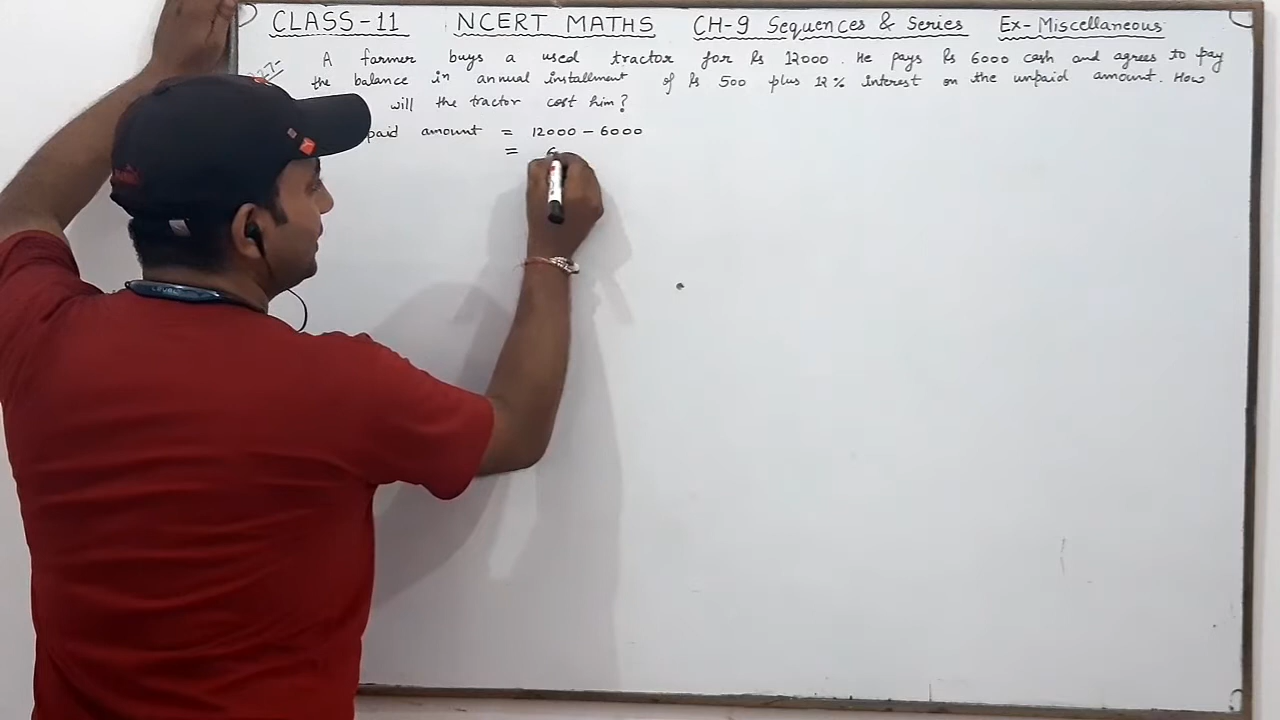 CLASS-11 NCERT MATHS CH-9 Sequences & Series Ex- Miscellaneous
27= A farmer buys a used tractor for Rs 12000. He pays Rs 6000 cash and agrees to pay
the balance in annual installment of Rs 500 plus 12% interest on the unpaid amount. How
will the tractor cost him?
paid amount = 12000 - 6000
= 6